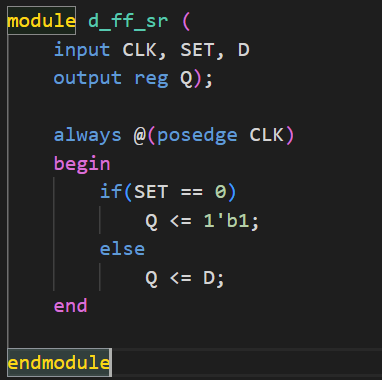 module d_ff_sr (
    input CLK, SET, D
    output reg Q);

    always @(posedge CLK)
    begin
        if(SET == 0)
            Q <= 1'b1;
        else
            Q <= D;
    end

endmodule